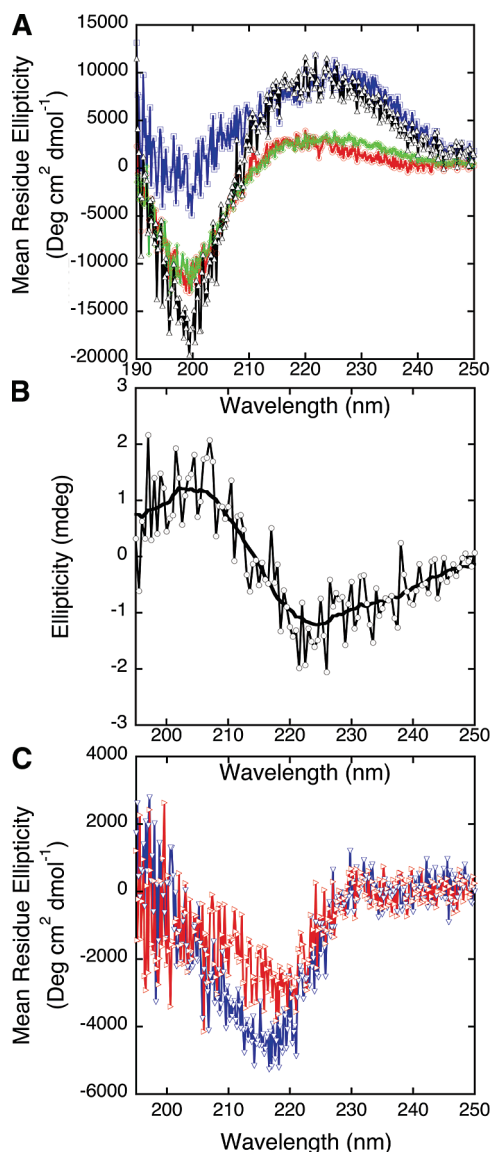 A
Mean Residue Ellipticity
(Deg cm² dmol⁻¹)
15000
10000
5000
0
-5000
-10000
-15000
-20000
190 200 210 220 230 240 250
Wavelength (nm)
B
Ellipticity (mdeg)
3
2
1
0
-1
-2
-3
200 210 220 230 240 250
Wavelength (nm)
C
Mean Residue Ellipticity
(Deg cm² dmol⁻¹)
4000
2000
0
-2000
-4000
-6000
200 210 220 230 240 250
Wavelength (nm)